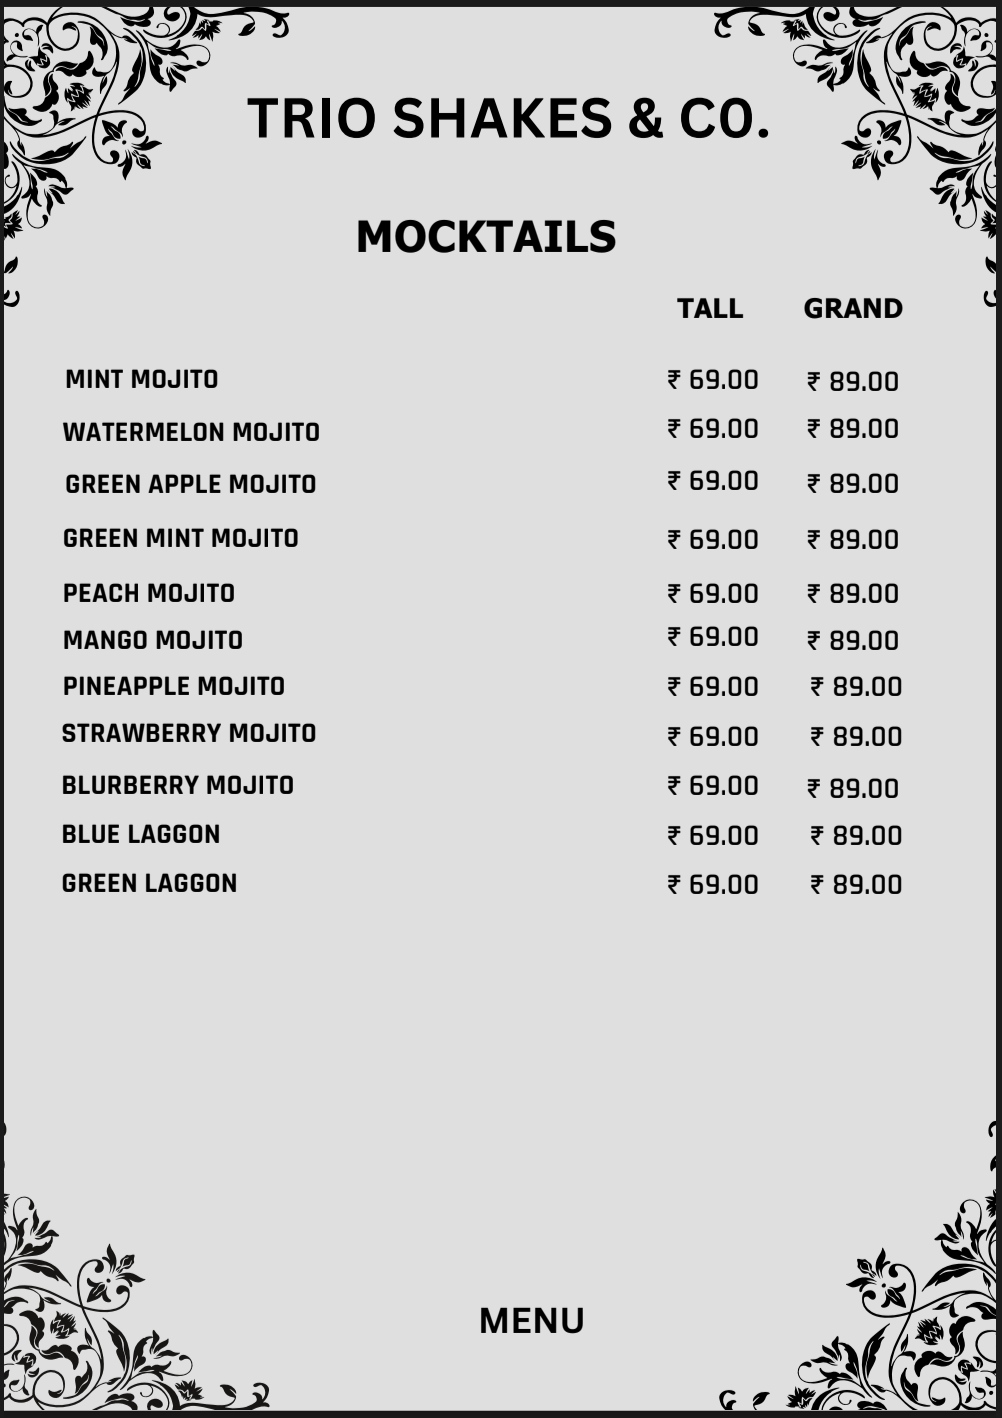 TRIO SHAKES & CO.
MOCKTAILS
TALL GRAND
MINT MOJITO ₹ 69.00 ₹ 89.00
WATERMELON MOJITO ₹ 69.00 ₹ 89.00
GREEN APPLE MOJITO ₹ 69.00 ₹ 89.00
GREEN MINT MOJITO ₹ 69.00 ₹ 89.00
PEACH MOJITO ₹ 69.00 ₹ 89.00
MANGO MOJITO ₹ 69.00 ₹ 89.00
PINEAPPLE MOJITO ₹ 69.00 ₹ 89.00
STRAWBERRY MOJITO ₹ 69.00 ₹ 89.00
BLURBERRY MOJITO ₹ 69.00 ₹ 89.00
BLUE LAGGON ₹ 69.00 ₹ 89.00
GREEN LAGGON ₹ 69.00 ₹ 89.00
MENU